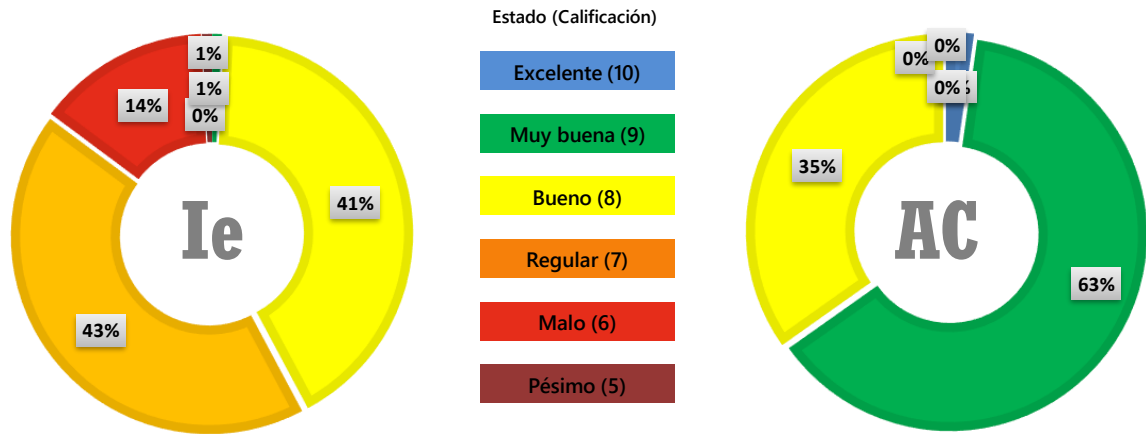 Estado (Calificación)
Excelente (10)
Muy buena (9)
Bueno (8)
Regular (7)
Malo (6)
Pésimo (5)
1%
1%
0%
14%
41%
43%
Ie
0%
0%
0%
%
35%
63%
AC